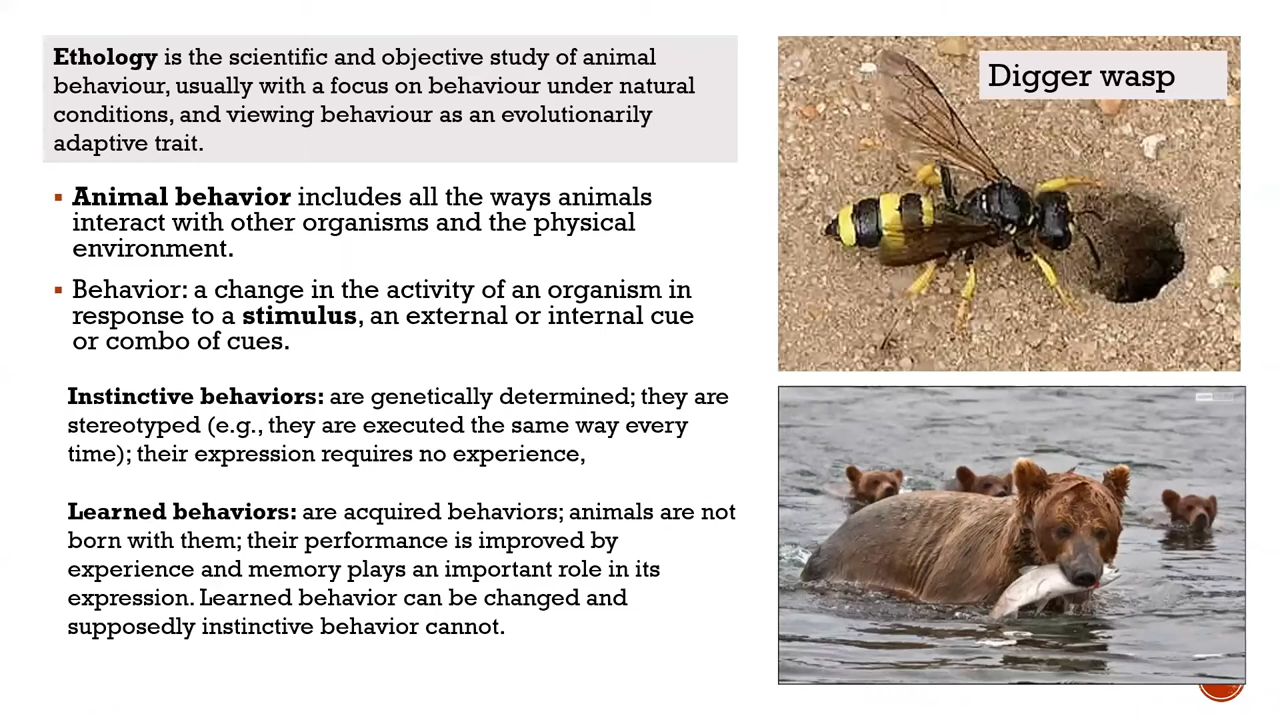 Ethology is the scientific and objective study of animal
behaviour, usually with a focus on behaviour under natural
conditions, and viewing behaviour as an evolutionarily
adaptive trait.
Animal behavior includes all the ways animals
interact with other organisms and the physical
environment.
Behavior: a change in the activity of an organism in
response to a stimulus, an external or internal cue
or combo of cues.
Instinctive behaviors: are genetically determined; they are
stereotyped (e.g., they are executed the same way every
time); their expression requires no experience,
Learned behaviors: are acquired behaviors; animals are not
born with them; their performance is improved by
experience and memory plays an important role in its
expression. Learned behavior can be changed and
supposedly instinctive behavior cannot.
Digger wasp